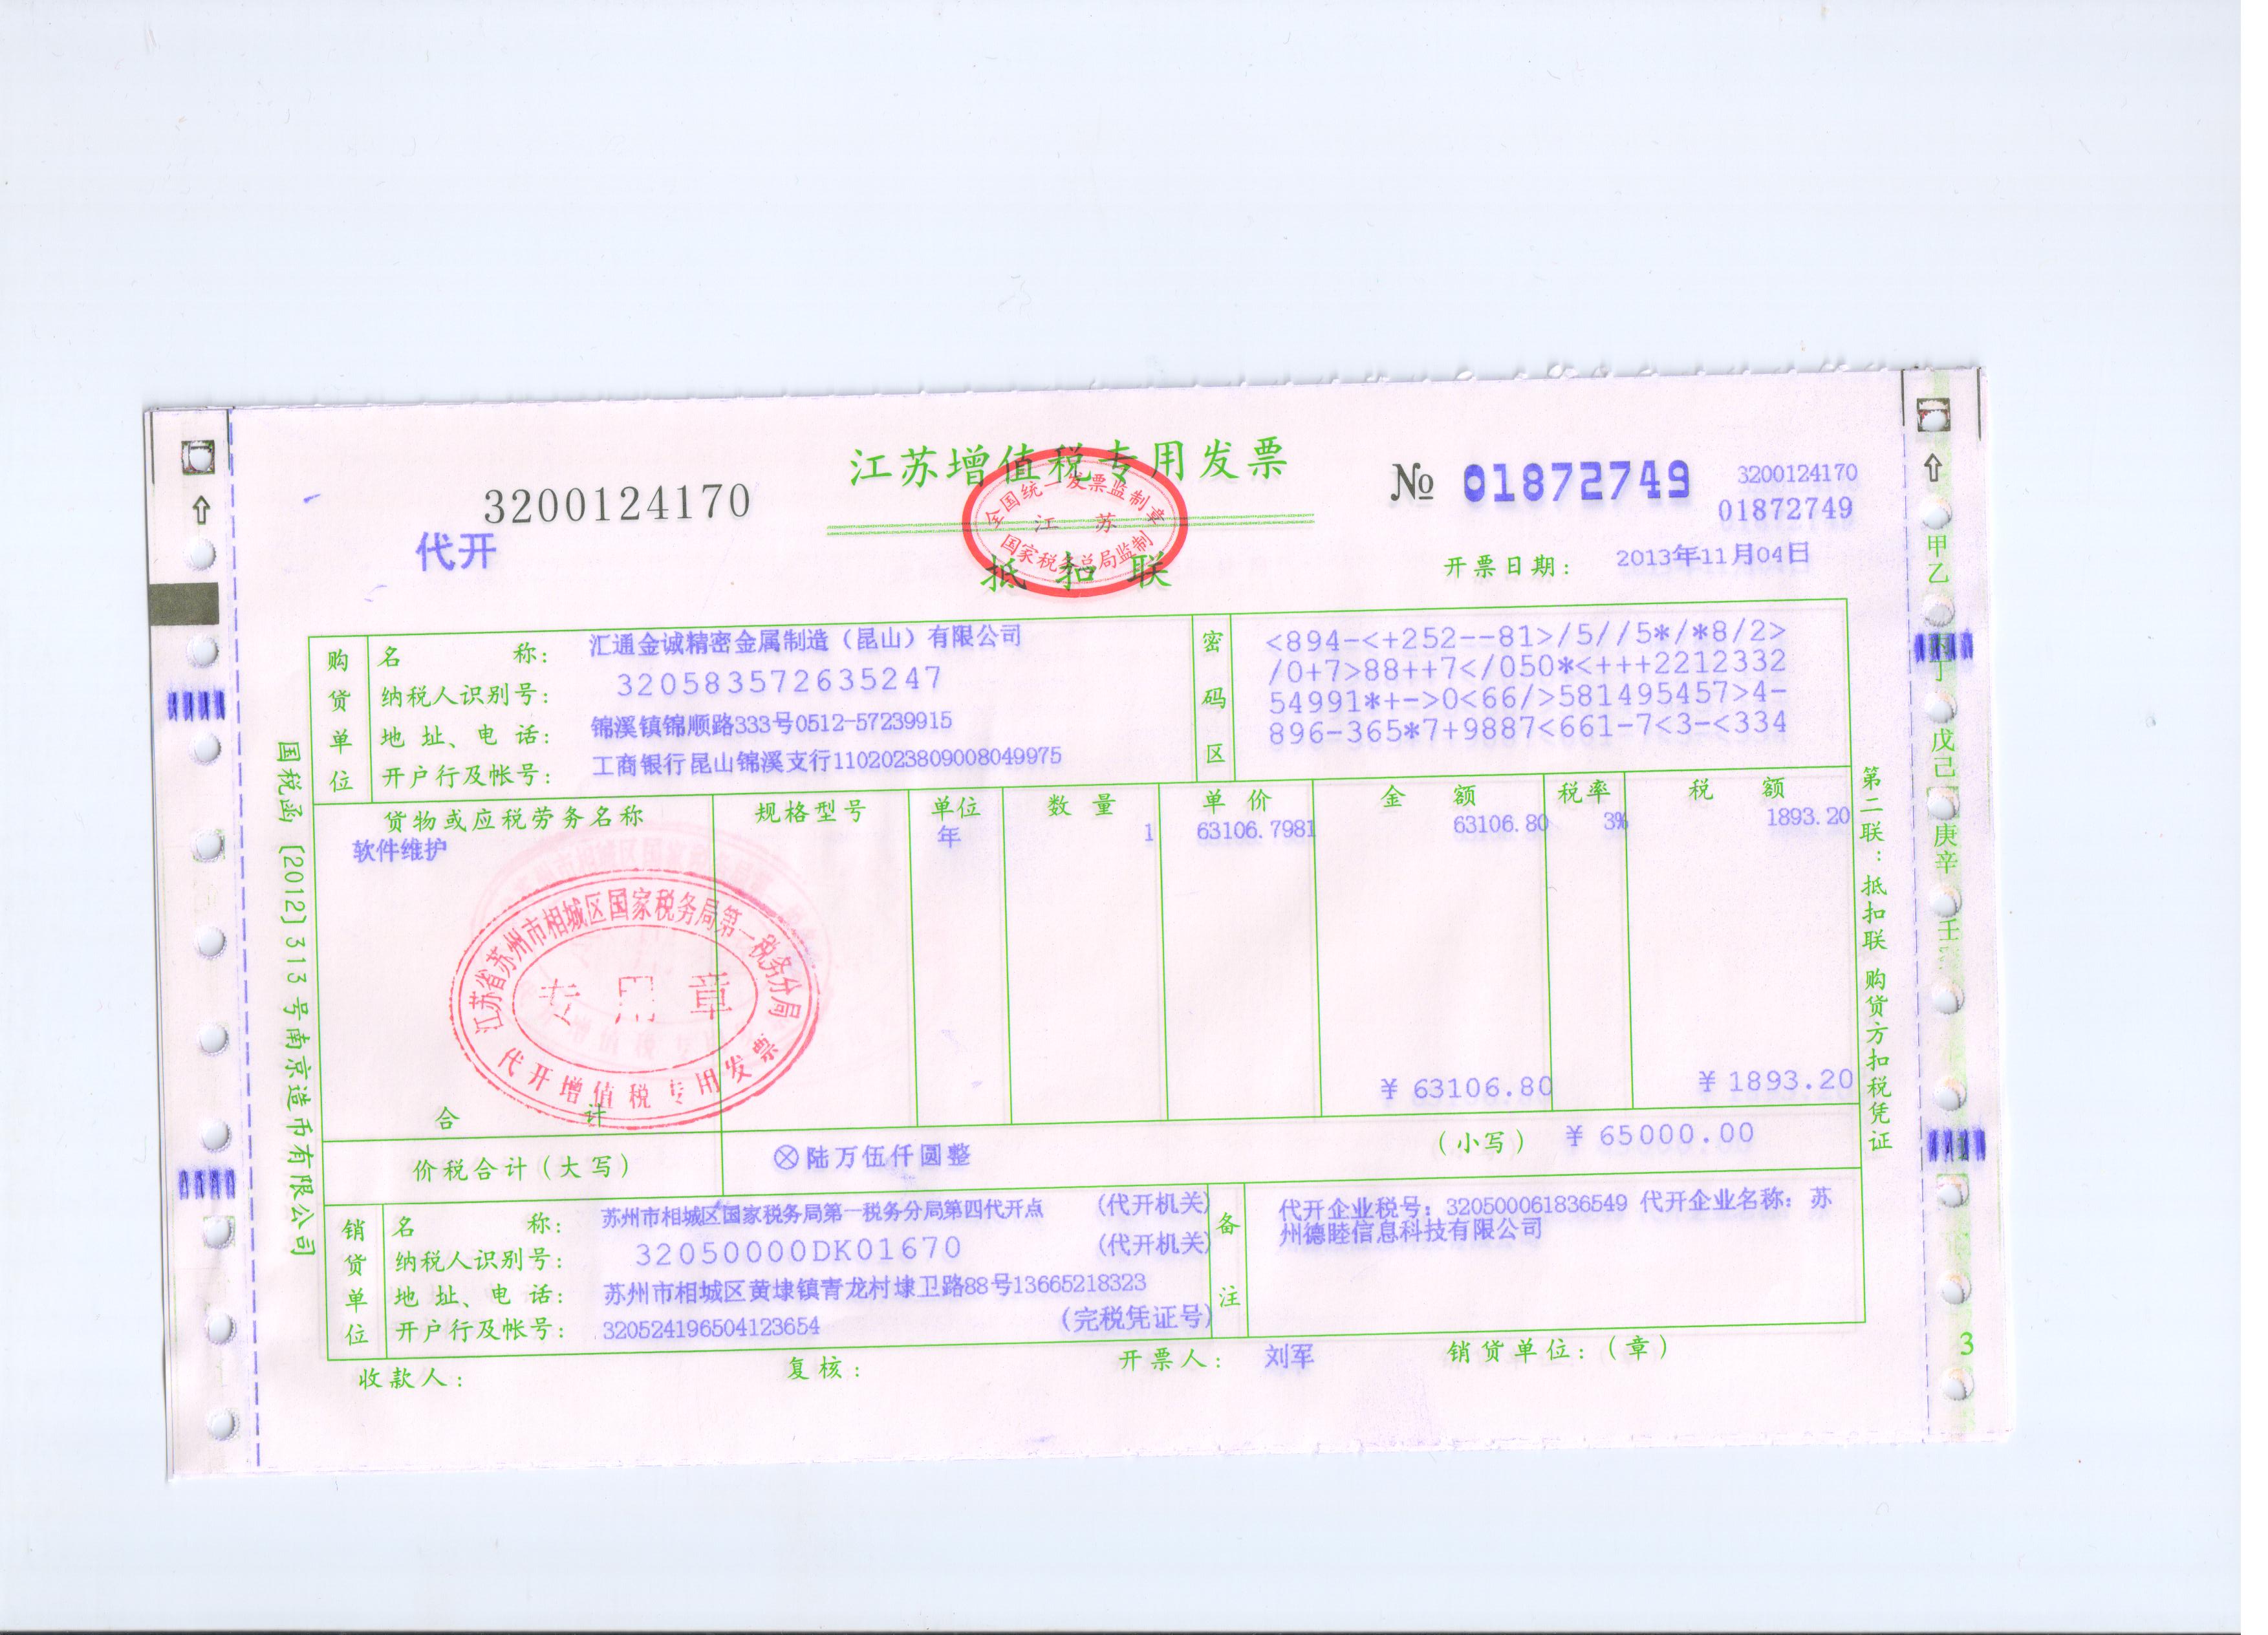 江苏增值税专用发票
3200124170
№ 01872749
3200124170
01872749
代开
全国统一发票监制章
江 苏
国家税务总局监制
抵 扣 联
开票日期: 2013年11月04日
购货单位
名 称: 汇通金诚精密金属制造（昆山）有限公司
纳税人识别号: 320583572635247
地 址、电 话: 锦溪镇锦顺路333号0512-57239915
开户行及帐号: 工商银行昆山锦溪支行1102023809008049975
密码区
<894-<+252--81>/5//5*/*8/2>
/0+7>88++7</050*<+++2212332
54991*+->0<66/>581495457>4-
896-365*7+9887<661-7<3-<334
货物或应税劳务名称 规格型号 单位 数 量 单 价 金 额 税率 税 额
软件维护 年 1 63106.7981 63106.80 3% 1893.20
江苏省苏州市相城区国家税务局第一税务分局
专用章
代开增值税专用发票
合 计 ¥ 63106.80 ¥ 1893.20
价税合计（大写） ⊗陆万伍仟圆整 （小写） ¥ 65000.00
销货单位
名 称: 苏州市相城区国家税务局第一税务分局第四代开点 (代开机关)
纳税人识别号: 32050000DK01670 (代开机关)
地 址、电 话: 苏州市相城区黄埭镇青龙村埭卫路88号13665218323
开户行及帐号: 320524196504123654 (完税凭证号)
备注
代开企业税号: 320500061836549 代开企业名称: 苏
州德睦信息科技有限公司
收款人: 复核: 开票人: 刘军 销货单位:（章）
国税函 [2012] 313 号南京造币有限公司
第二联: 抵扣联 购货方扣税凭证
甲
乙
丁
戊
己
庚
辛
壬
3